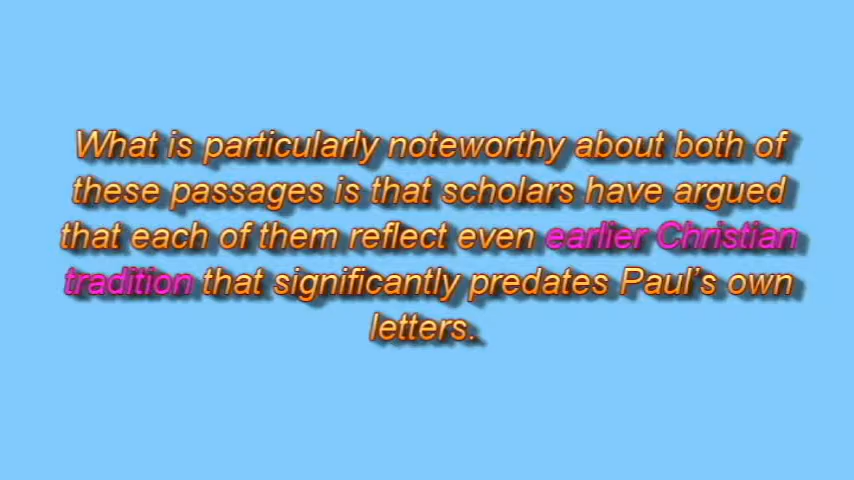 What is particularly noteworthy about both of
these passages is that scholars have argued
that each of them reflect even earlier Christian
tradition that significantly predates Paul's own
letters.